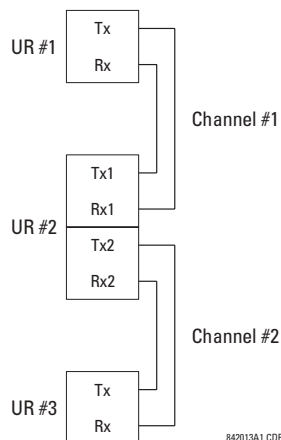 UR #1
Tx
Rx
Channel #1
UR #2
Tx1
Rx1
Tx2
Rx2
Channel #2
UR #3
Tx
Rx
842013A1.CDR